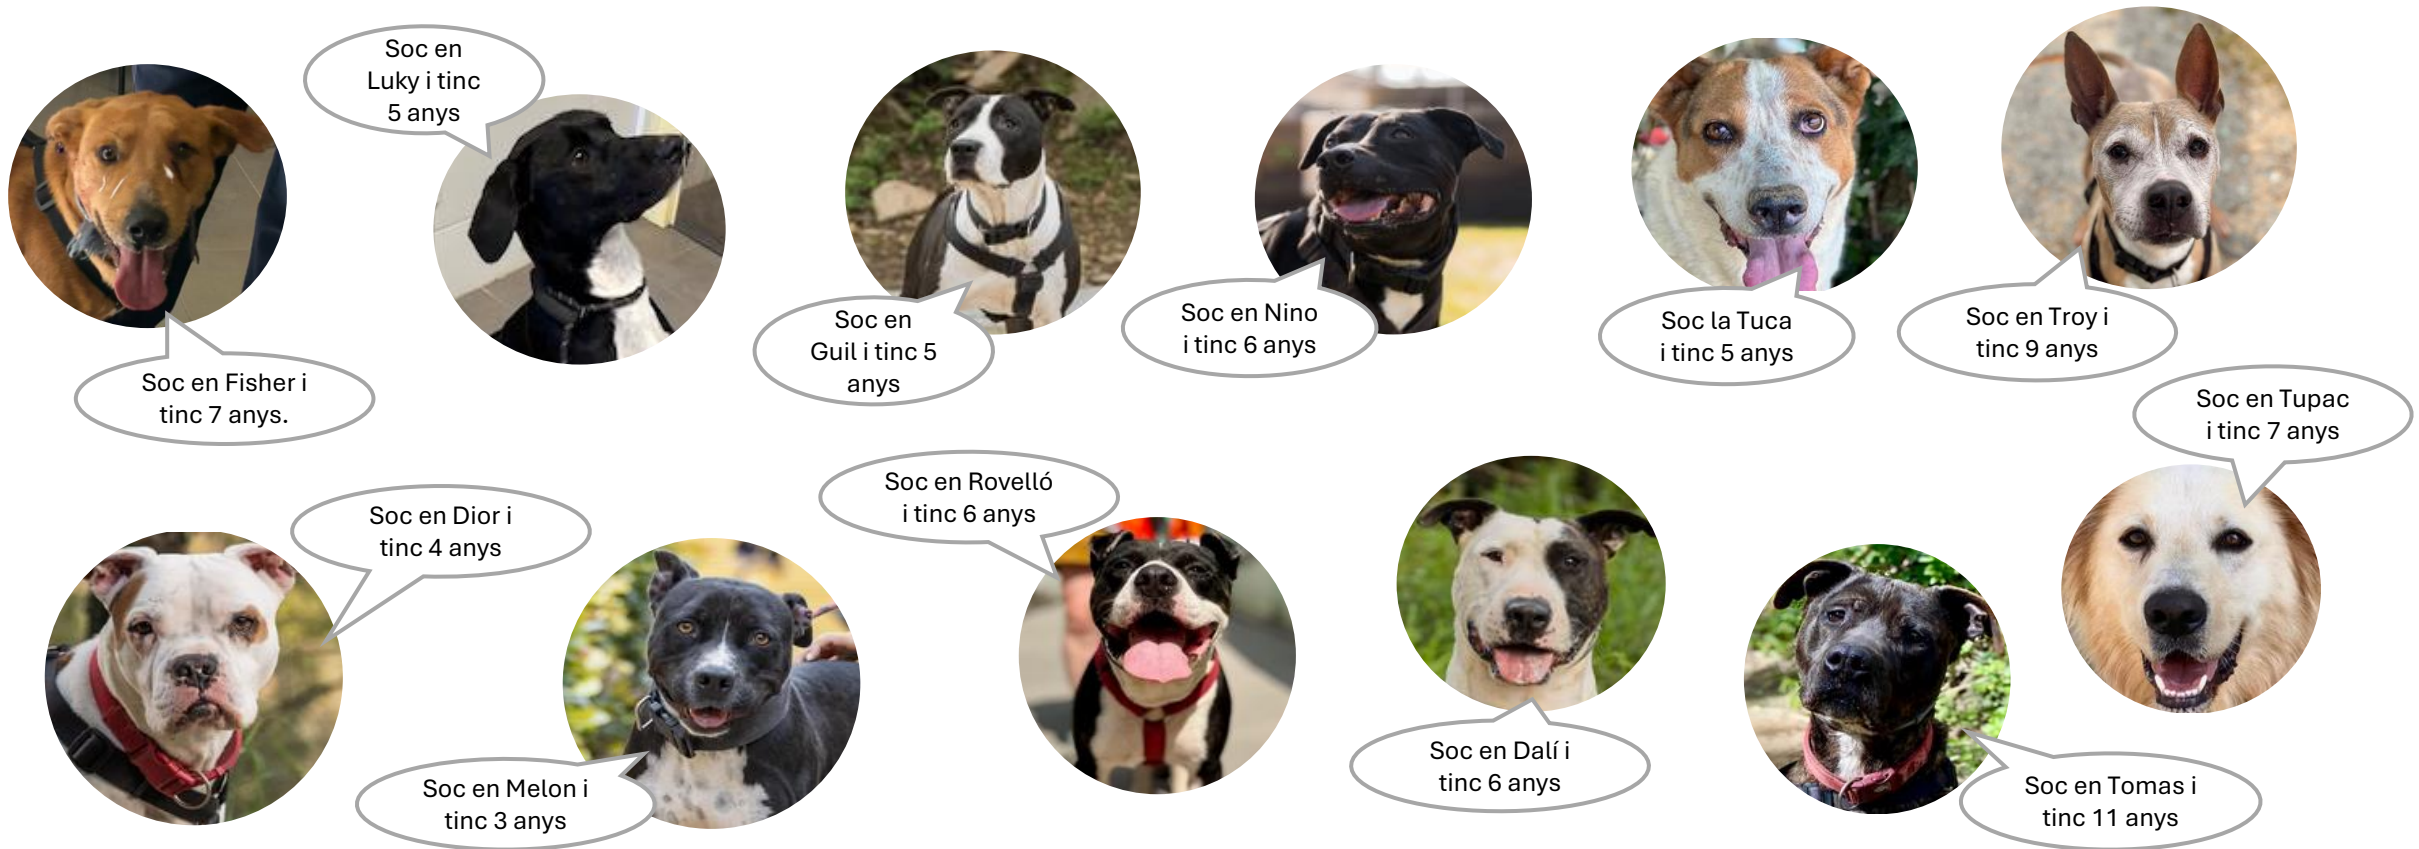 Soc en
Luky i tinc
5 anys
Soc en Fisher i
tinc 7 anys.
Soc en
Guil i tinc 5
anys
Soc en Nino
i tinc 6 anys
Soc la Tuca
i tinc 5 anys
Soc en Troy i
tinc 9 anys
Soc en Tupac
i tinc 7 anys
Soc en Dior i
tinc 4 anys
Soc en Melon i
tinc 3 anys
Soc en Rovelló
i tinc 6 anys
Soc en Dalí i
tinc 6 anys
Soc en Tomas i
tinc 11 anys